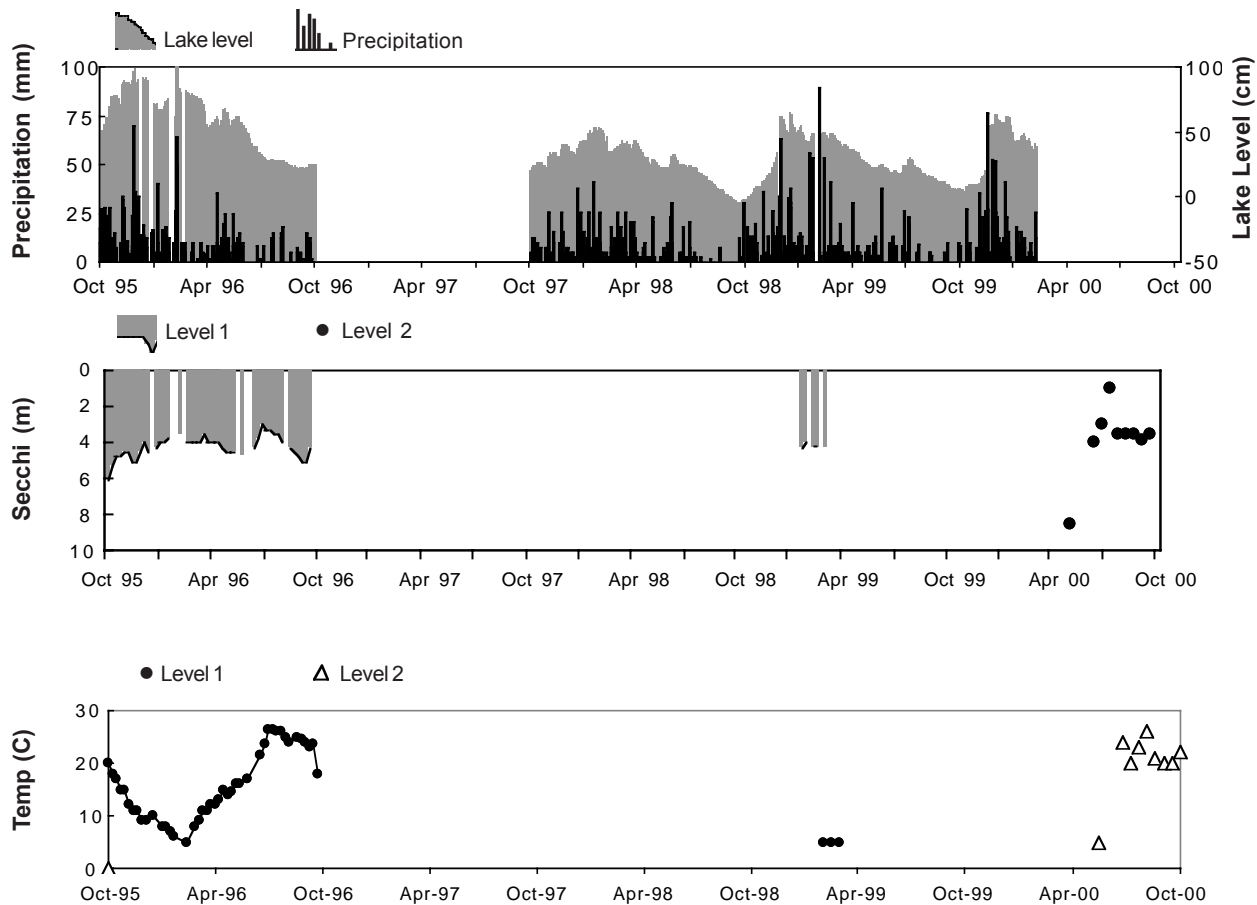 Lake level Precipitation
Precipitation (mm)
100
75
50
25
0
Lake Level (cm)
100
50
0
-50
Oct 95 Apr 96 Oct 96 Apr 97 Oct 97 Apr 98 Oct 98 Apr 99 Oct 99 Apr 00 Oct 00
Level 1 Level 2
Secchi (m)
0
2
4
6
8
10
Oct 95 Apr 96 Oct 96 Apr 97 Oct 97 Apr 98 Oct 98 Apr 99 Oct 99 Apr 00 Oct 00
Level 1 Level 2
Temp (C)
30
20
10
0
Oct-95 Apr-96 Oct-96 Apr-97 Oct-97 Apr-98 Oct-98 Apr-99 Oct-99 Apr-00 Oct-00